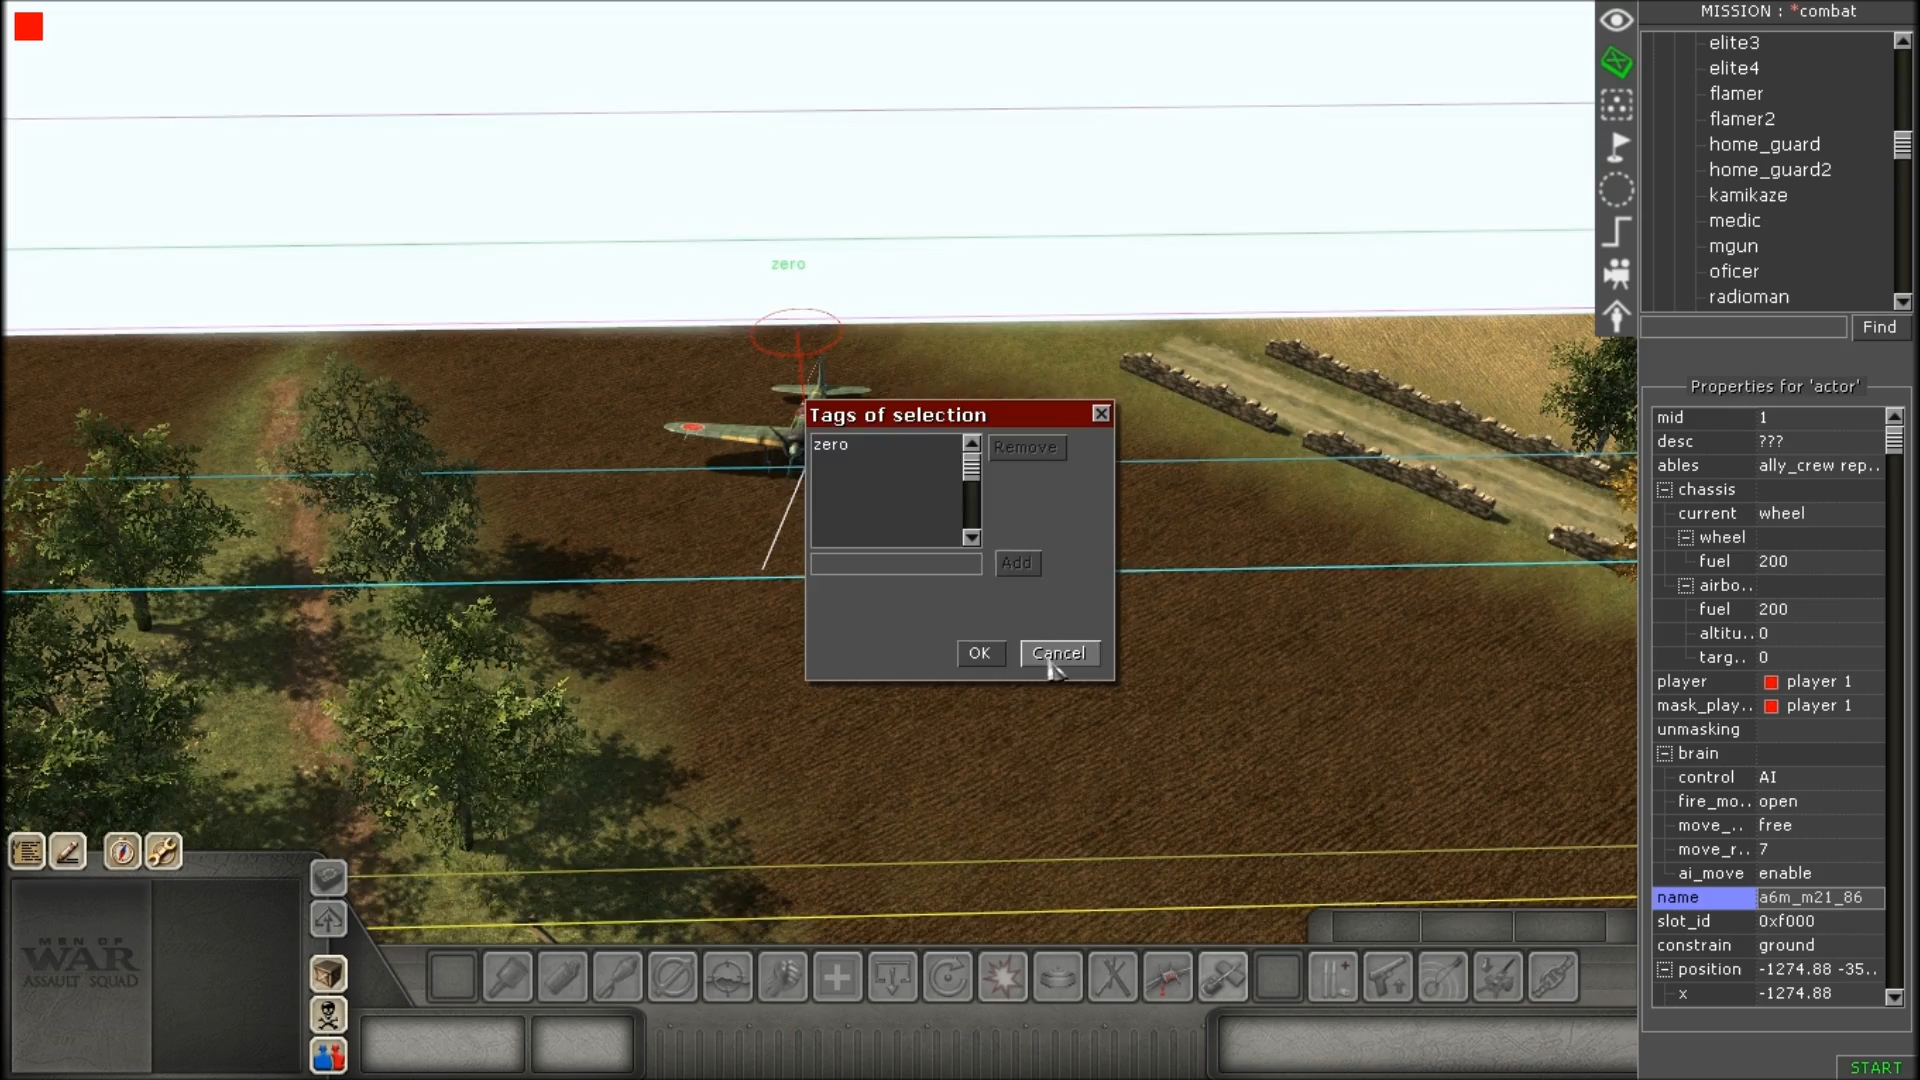 MISSION : *combat
elite3
elite4
flamer
flamer2
home_guard
home_guard2
kamikaze
medic
mgun
oficer
radioman
Find
zero
Tags of selection
zero
Remove
Add
OK
Cancel
Properties for 'actor'
mid 1
desc ???
ables ally_crew rep..
chassis
current wheel
wheel
fuel 200
airbo..
fuel 200
altitu.. 0
targ.. 0
player player 1
mask_play.. player 1
unmasking
brain
control AI
fire_mo.. open
move_.. free
move_r.. 7
ai_move enable
name a6m_m21_86
slot_id 0xf000
constrain ground
position -1274.88 -35..
x -1274.88
MEN OF
WAR
ASSAULT SQUAD
START